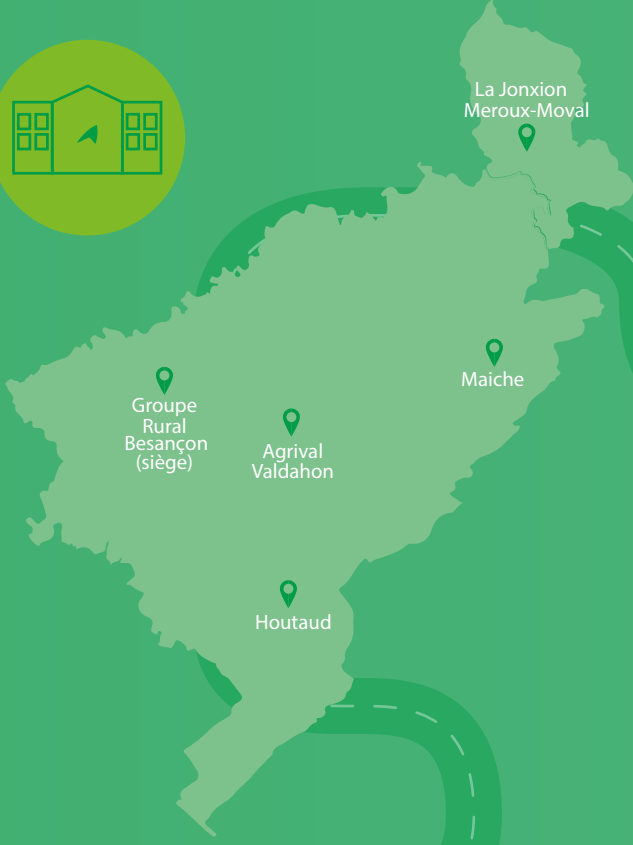 La Jonxion
Meroux-Moval
Maiche
Groupe
Rural
Besançon
(siège)
Agrival
Valdahon
Houtaud